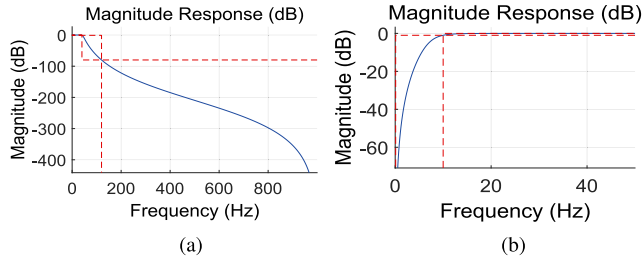 Magnitude Response (dB)
Magnitude (dB)
0
-100
-200
-300
-400
0 200 400 600 800
Frequency (Hz)
(a)
Magnitude Response (dB)
Magnitude (dB)
0
-20
-40
-60
0 20 40
Frequency (Hz)
(b)